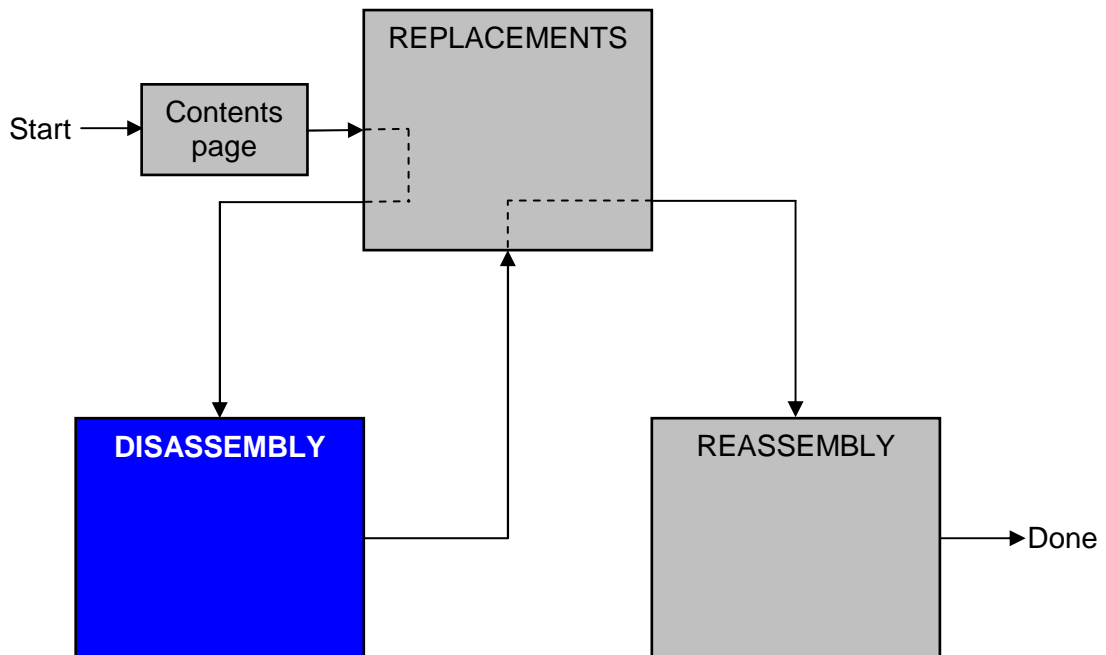 REPLACEMENTS
Start
Contents
page
DISASSEMBLY
REASSEMBLY
Done